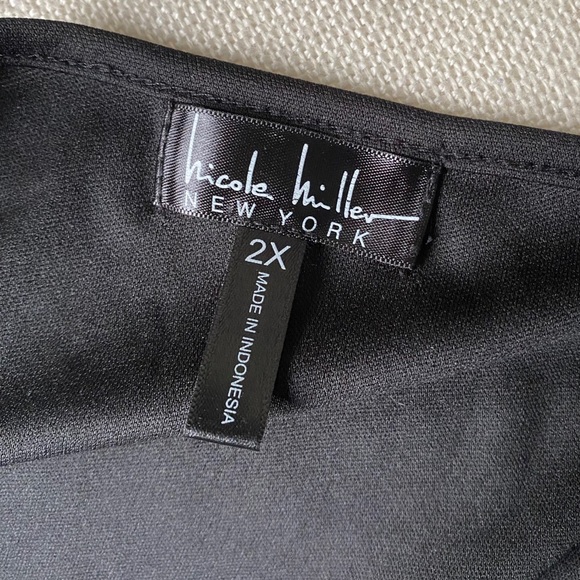 nicole miller
NEW YORK
2X
MADE IN INDONESIA